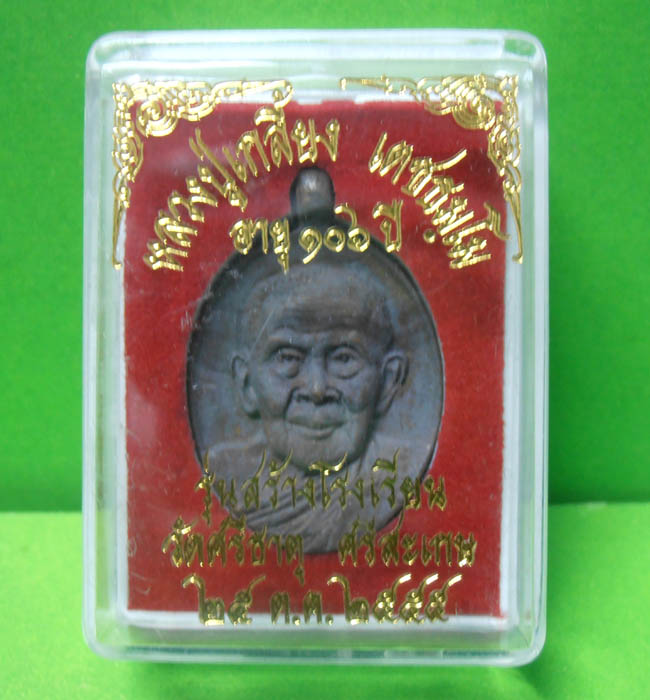 หลวงปู่เกลี้ยง เตชธมฺโม
อายุ ๑๐๖ ปี
รุ่นสร้างโรงเรียน
วัดศรีธาตุ ศรีสะเกษ
๒๕ ต.ค. ๒๕๕๕